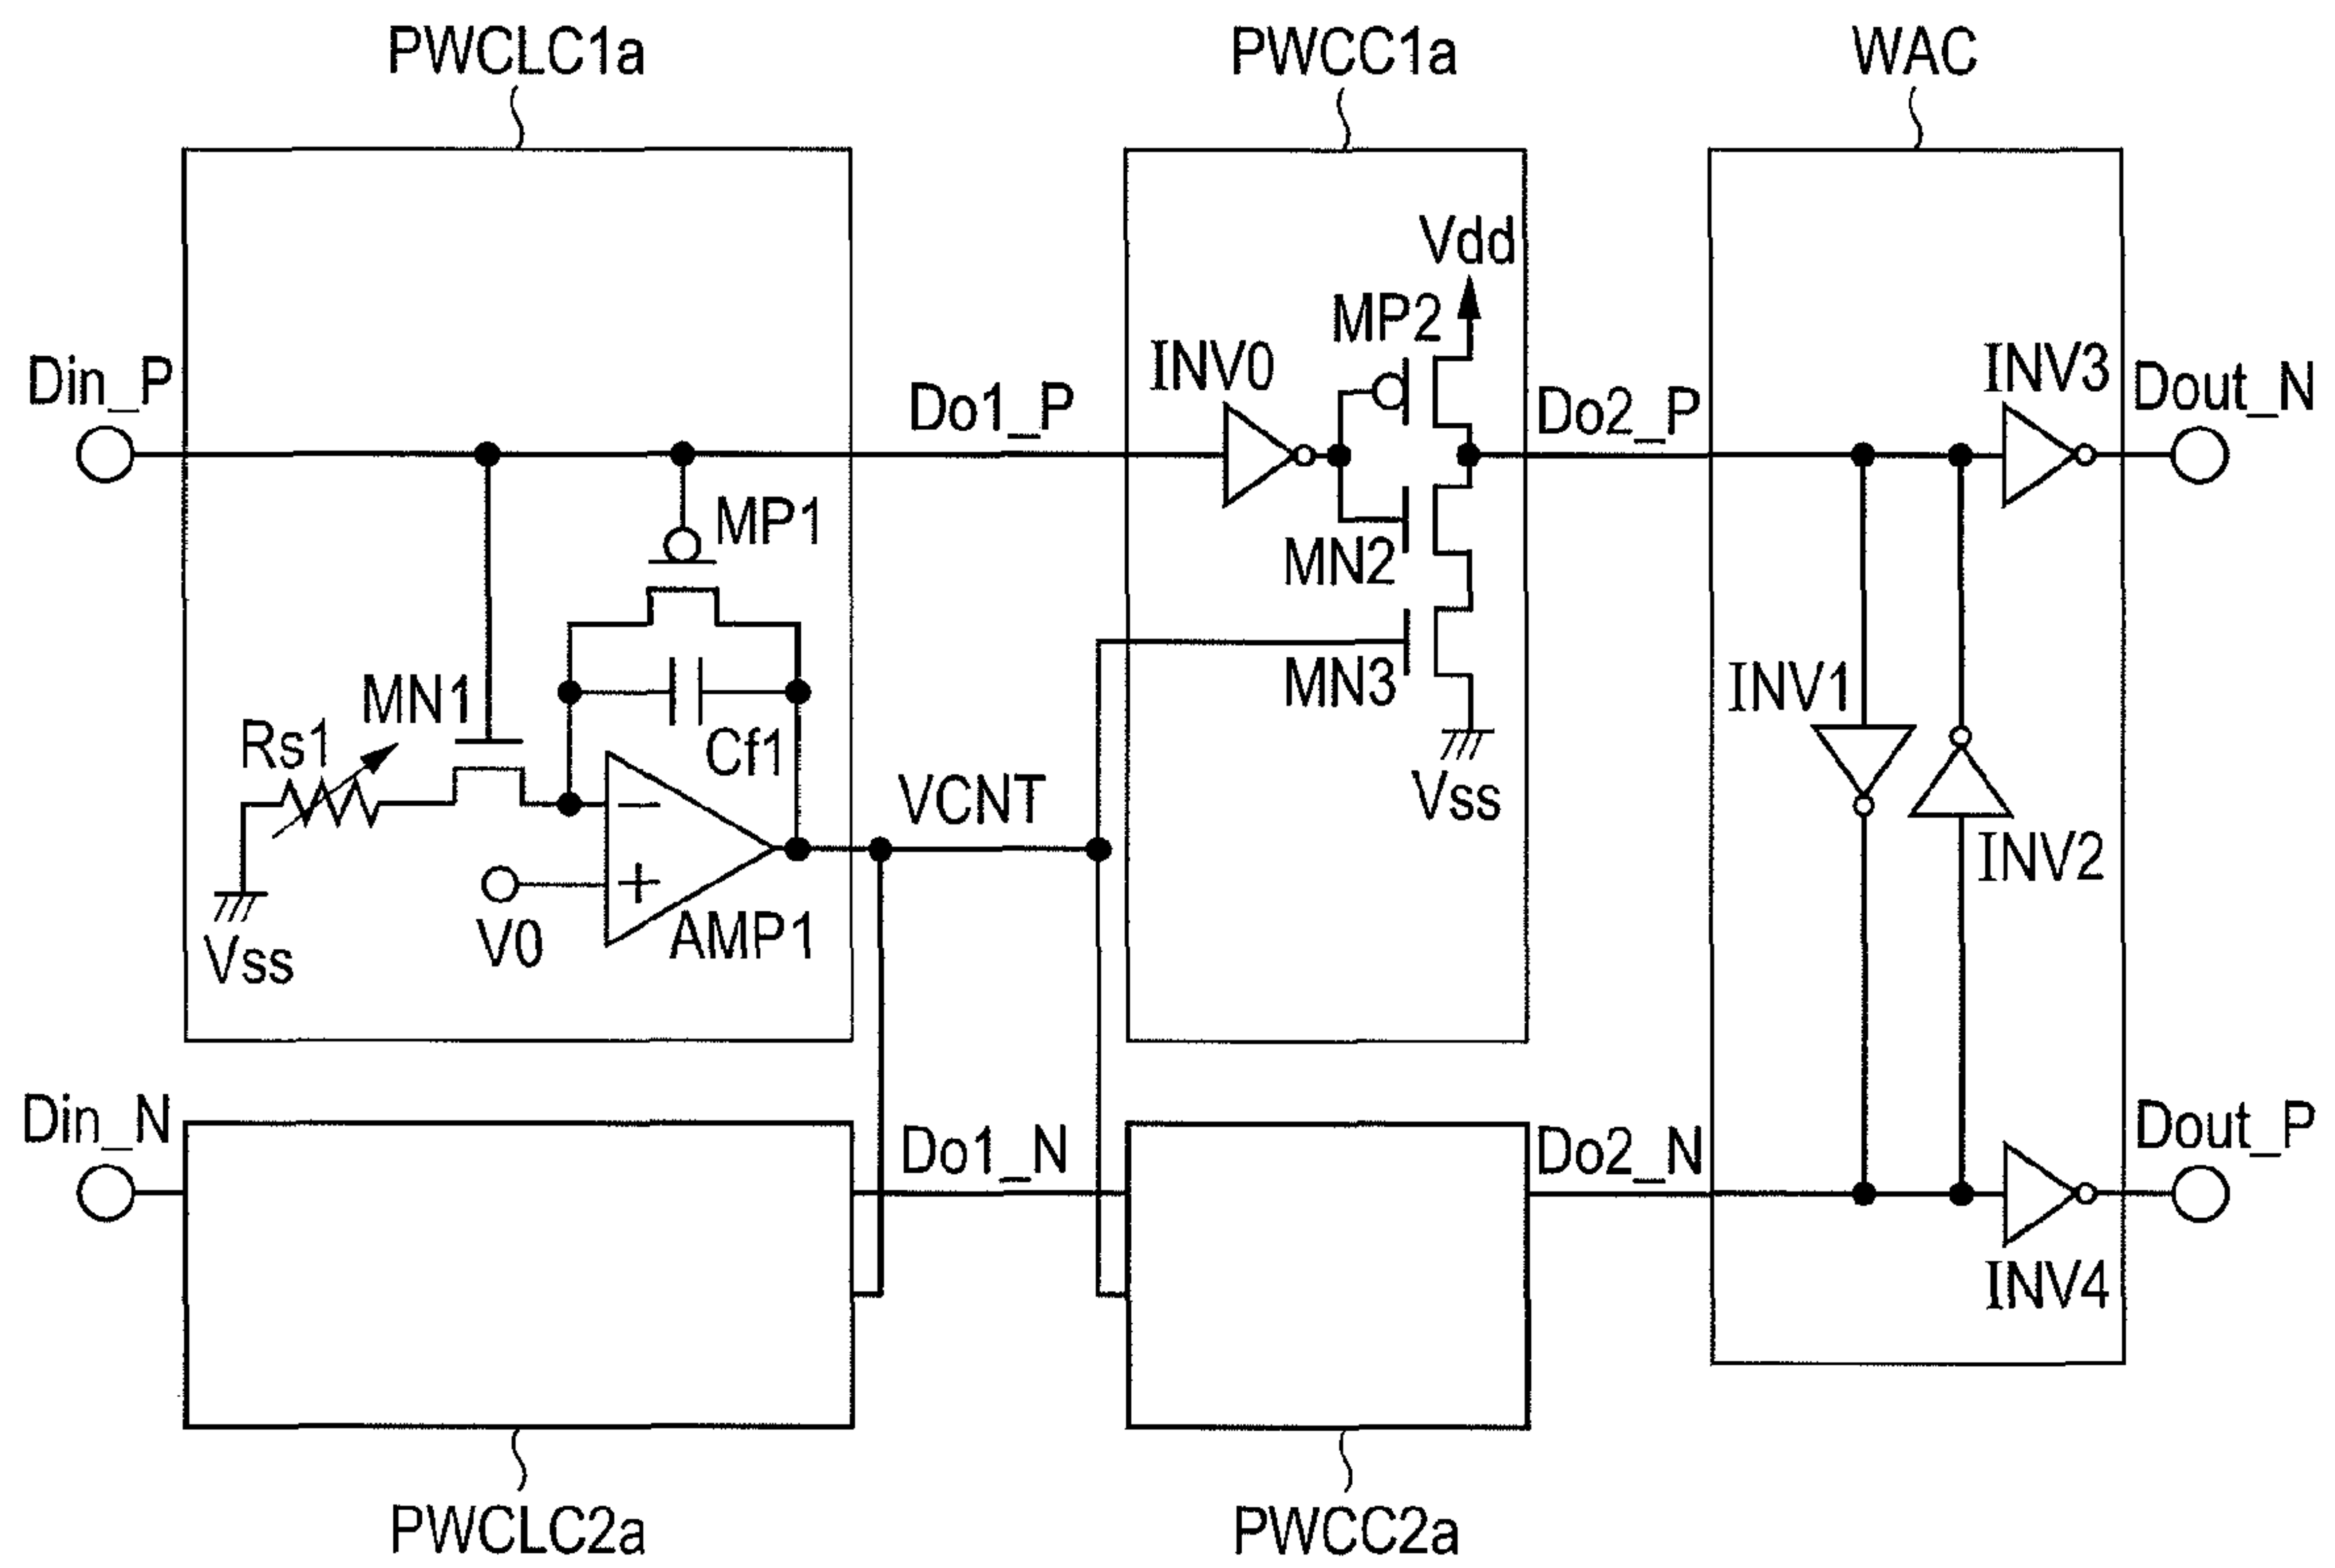 PWCLC1a
PWCC1a
WAC
Vdd
MP2
INV0
INV3
Din_P
Do1_P
Do2_P
Dout_N
MP1
MN2
MN1
MN3
INV1
Rs1
Cf1
VCNT
Vss
INV2
−
+
V0
AMP1
Vss
Din_N
Do1_N
Do2_N
Dout_P
INV4
PWCLC2a
PWCC2a